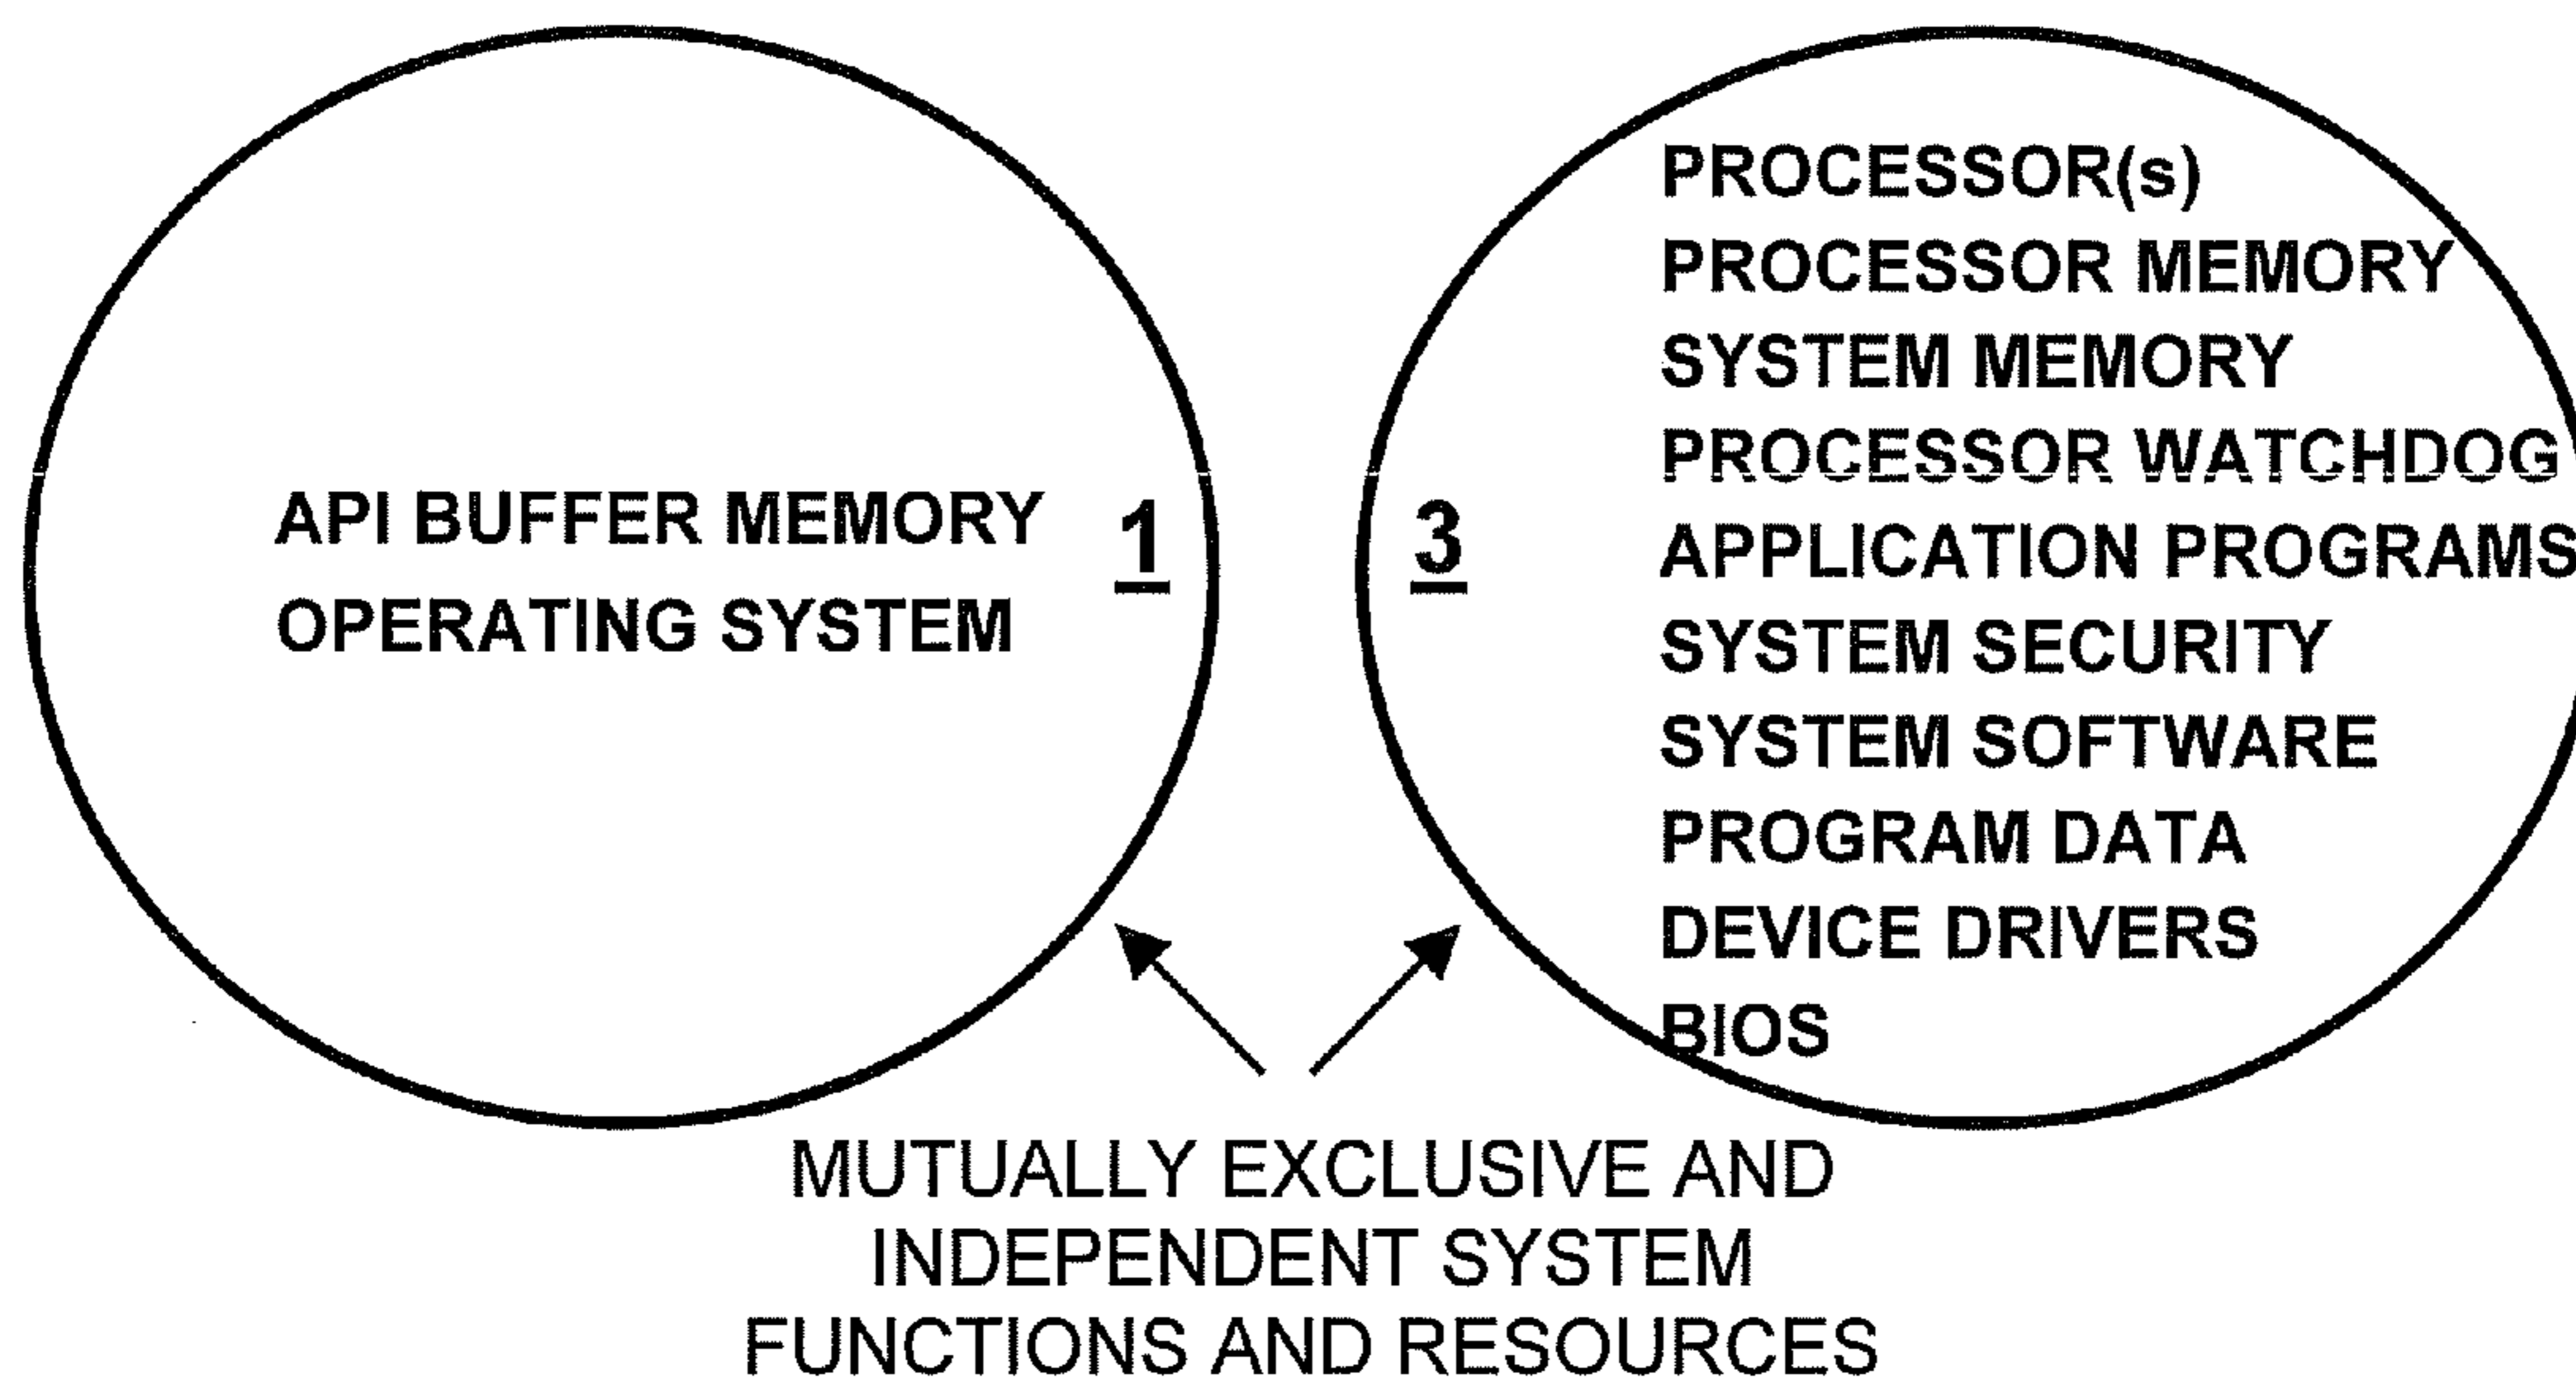 API BUFFER MEMORY
OPERATING SYSTEM
1
3
PROCESSOR(s)
PROCESSOR MEMORY
SYSTEM MEMORY
PROCESSOR WATCHDOG
APPLICATION PROGRAMS
SYSTEM SECURITY
SYSTEM SOFTWARE
PROGRAM DATA
DEVICE DRIVERS
BIOS
MUTUALLY EXCLUSIVE AND
INDEPENDENT SYSTEM
FUNCTIONS AND RESOURCES